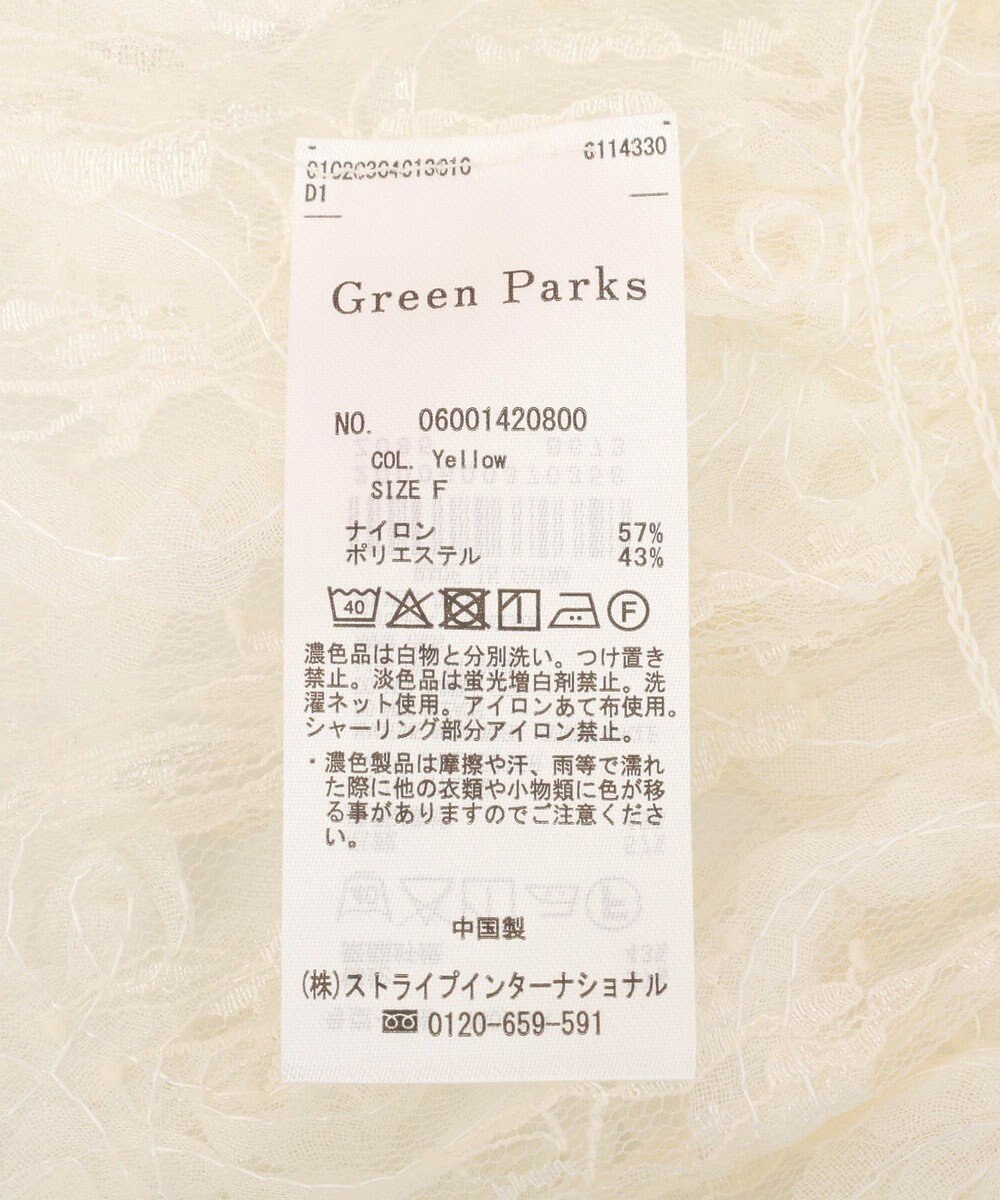 6114330
D1
Green Parks
NO. 06001420800
COL. Yellow
SIZE F
ナイロン 57%
ポリエステル 43%
40
F
濃色品は白物と分別洗い。つけ置き
禁止。淡色品は蛍光増白剤禁止。洗
濯ネット使用。アイロンあて布使用。
シャーリング部分アイロン禁止。
・濃色製品は摩擦や汗、雨等で濡れ
た際に他の衣類や小物類に色が移
る事がありますのでご注意くださ
い。
中国製
(株)ストライプインターナショナル
0120-659-591